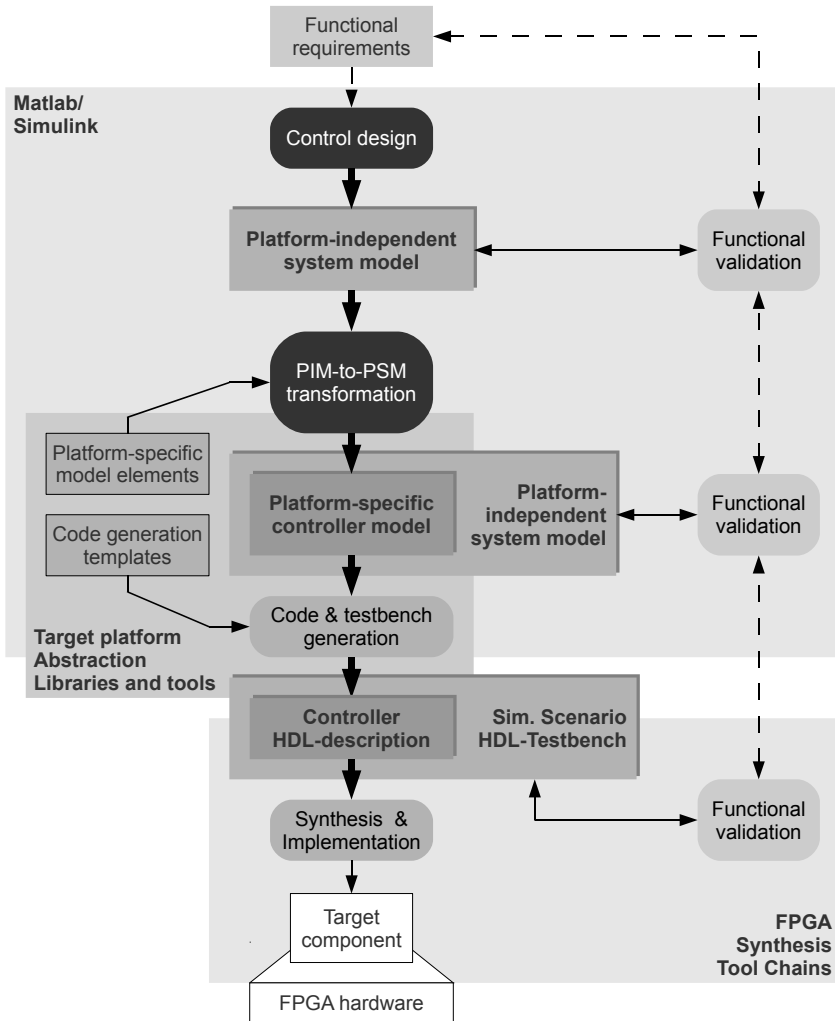 Functional
requirements
Matlab/
Simulink
Control design
Platform-independent
system model
Functional
validation
PIM-to-PSM
transformation
Platform-specific
model elements
Platform-specific
controller model
Platform-
independent
system model
Functional
validation
Code generation
templates
Code & testbench
generation
Target platform
Abstraction
Libraries and tools
Controller
HDL-description
Sim. Scenario
HDL-Testbench
Functional
validation
Synthesis &
Implementation
Target
component
FPGA
Synthesis
Tool Chains
FPGA hardware